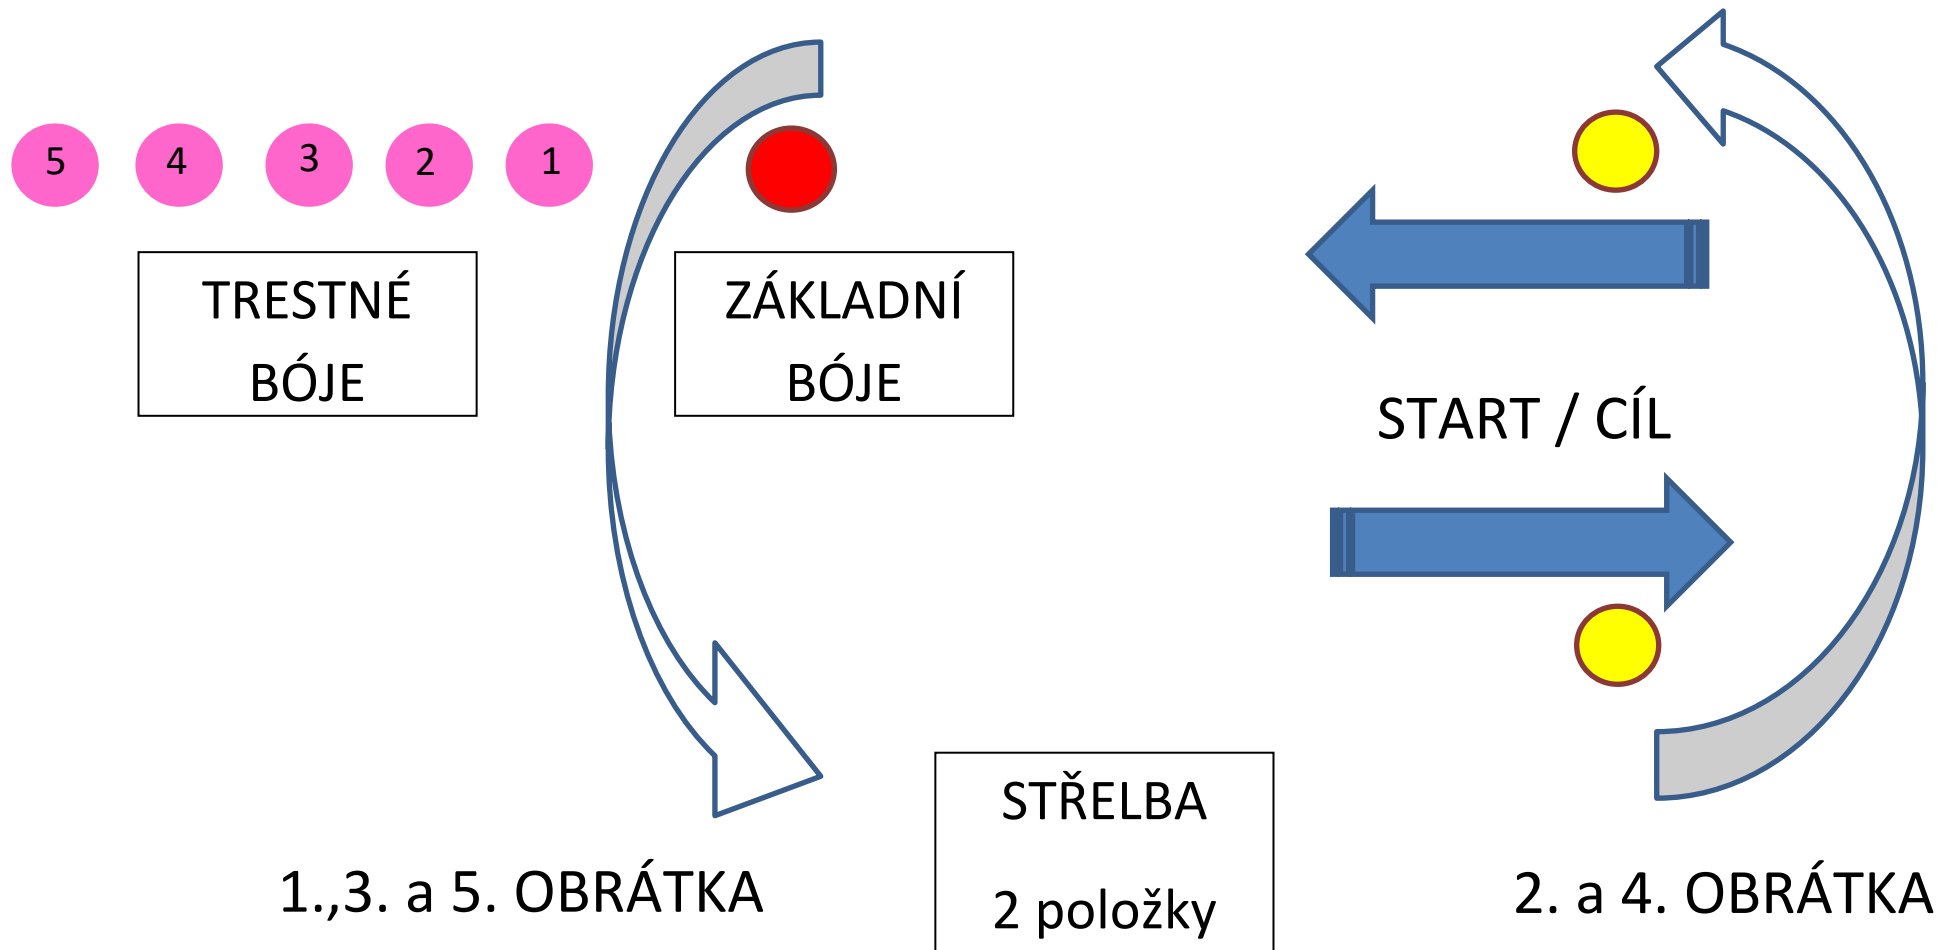 5 4 3 2 1
TRESTNÉ
BÓJE
ZÁKLADNÍ
BÓJE
START / CÍL
STŘELBA
2 položky
1.,3. a 5. OBRÁTKA
2. a 4. OBRÁTKA